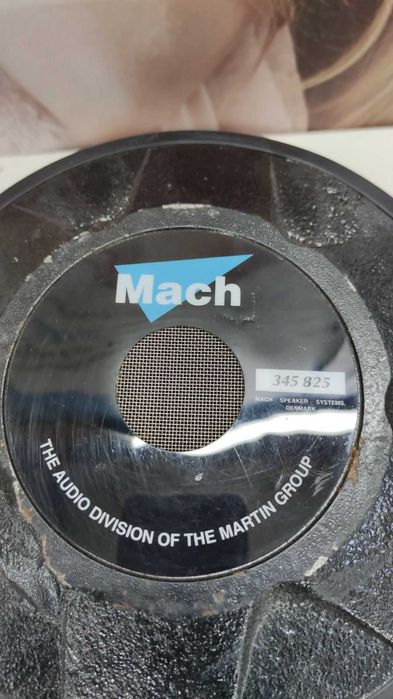 Mach
345 825
MACH SPEAKER SYSTEMS,
DENMARK
THE AUDIO DIVISION OF THE MARTIN GROUP